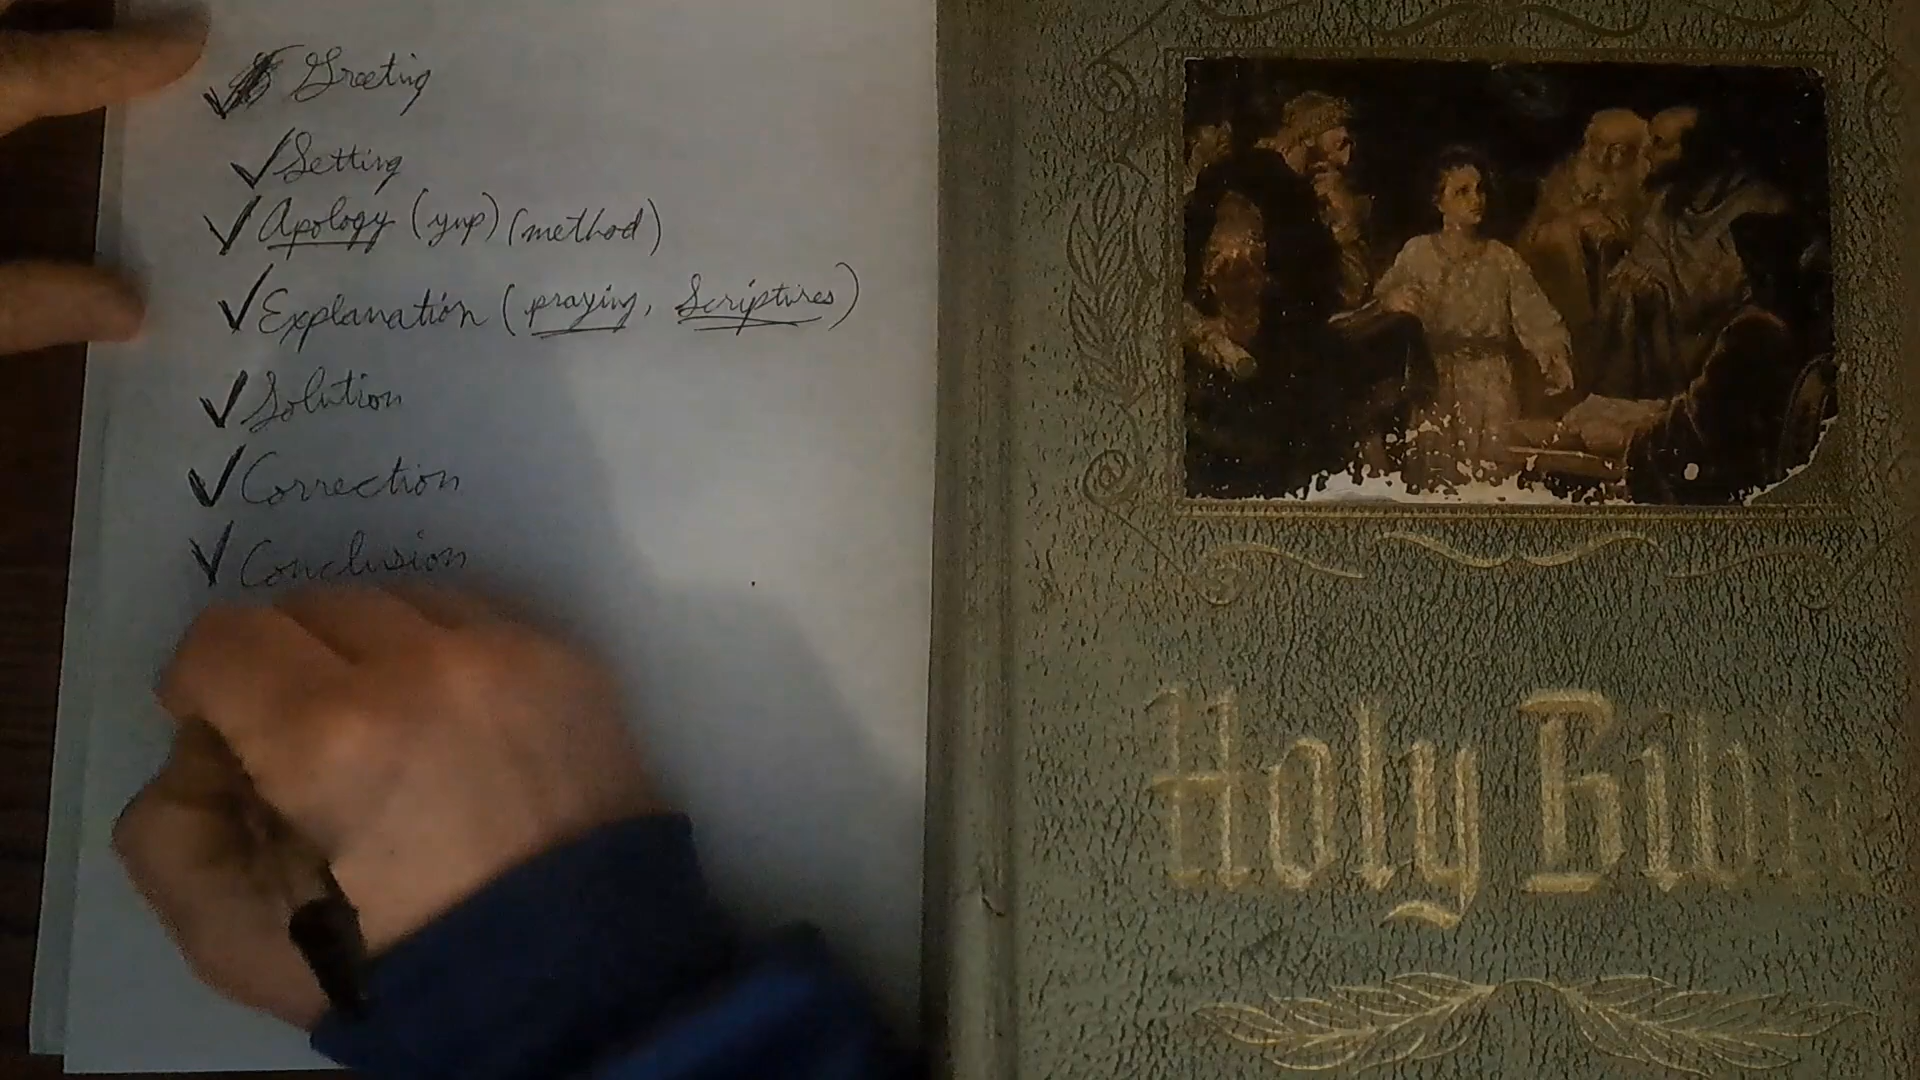 ✓ Greeting
✓ Setting
✓ Apology (yup) (method)
✓ Explanation (praying, Scriptures)
✓ Solution
✓ Correction
✓ Conclusion
Holy Bible